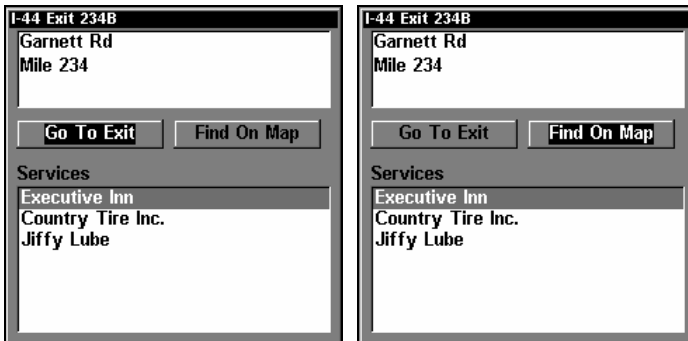 I-44 Exit 234B
Garnett Rd
Mile 234
Go To Exit Find On Map
Services
Executive Inn
Country Tire Inc.
Jiffy Lube
I-44 Exit 234B
Garnett Rd
Mile 234
Go To Exit Find On Map
Services
Executive Inn
Country Tire Inc.
Jiffy Lube